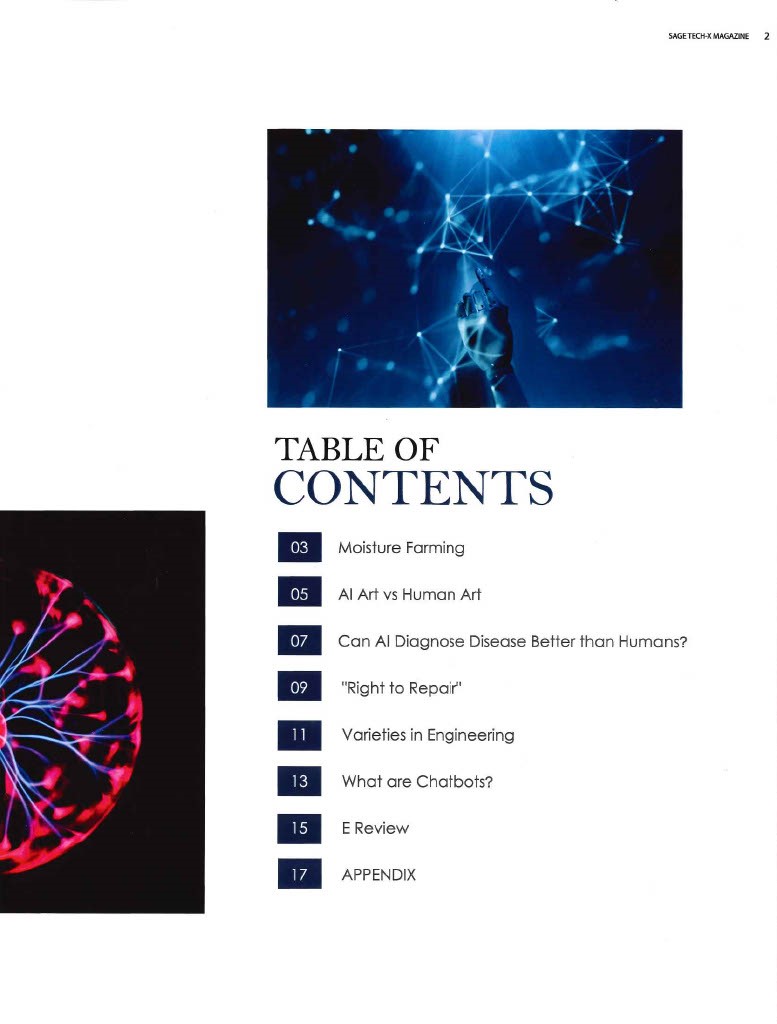 SAGE TECH-X MAGAZINE 2
TABLE OF
CONTENTS
03 Moisture Farming
05 AI Art vs Human Art
07 Can AI Diagnose Disease Better than Humans?
09 "Right to Repair"
11 Varieties in Engineering
13 What are Chatbots?
15 E Review
17 APPENDIX